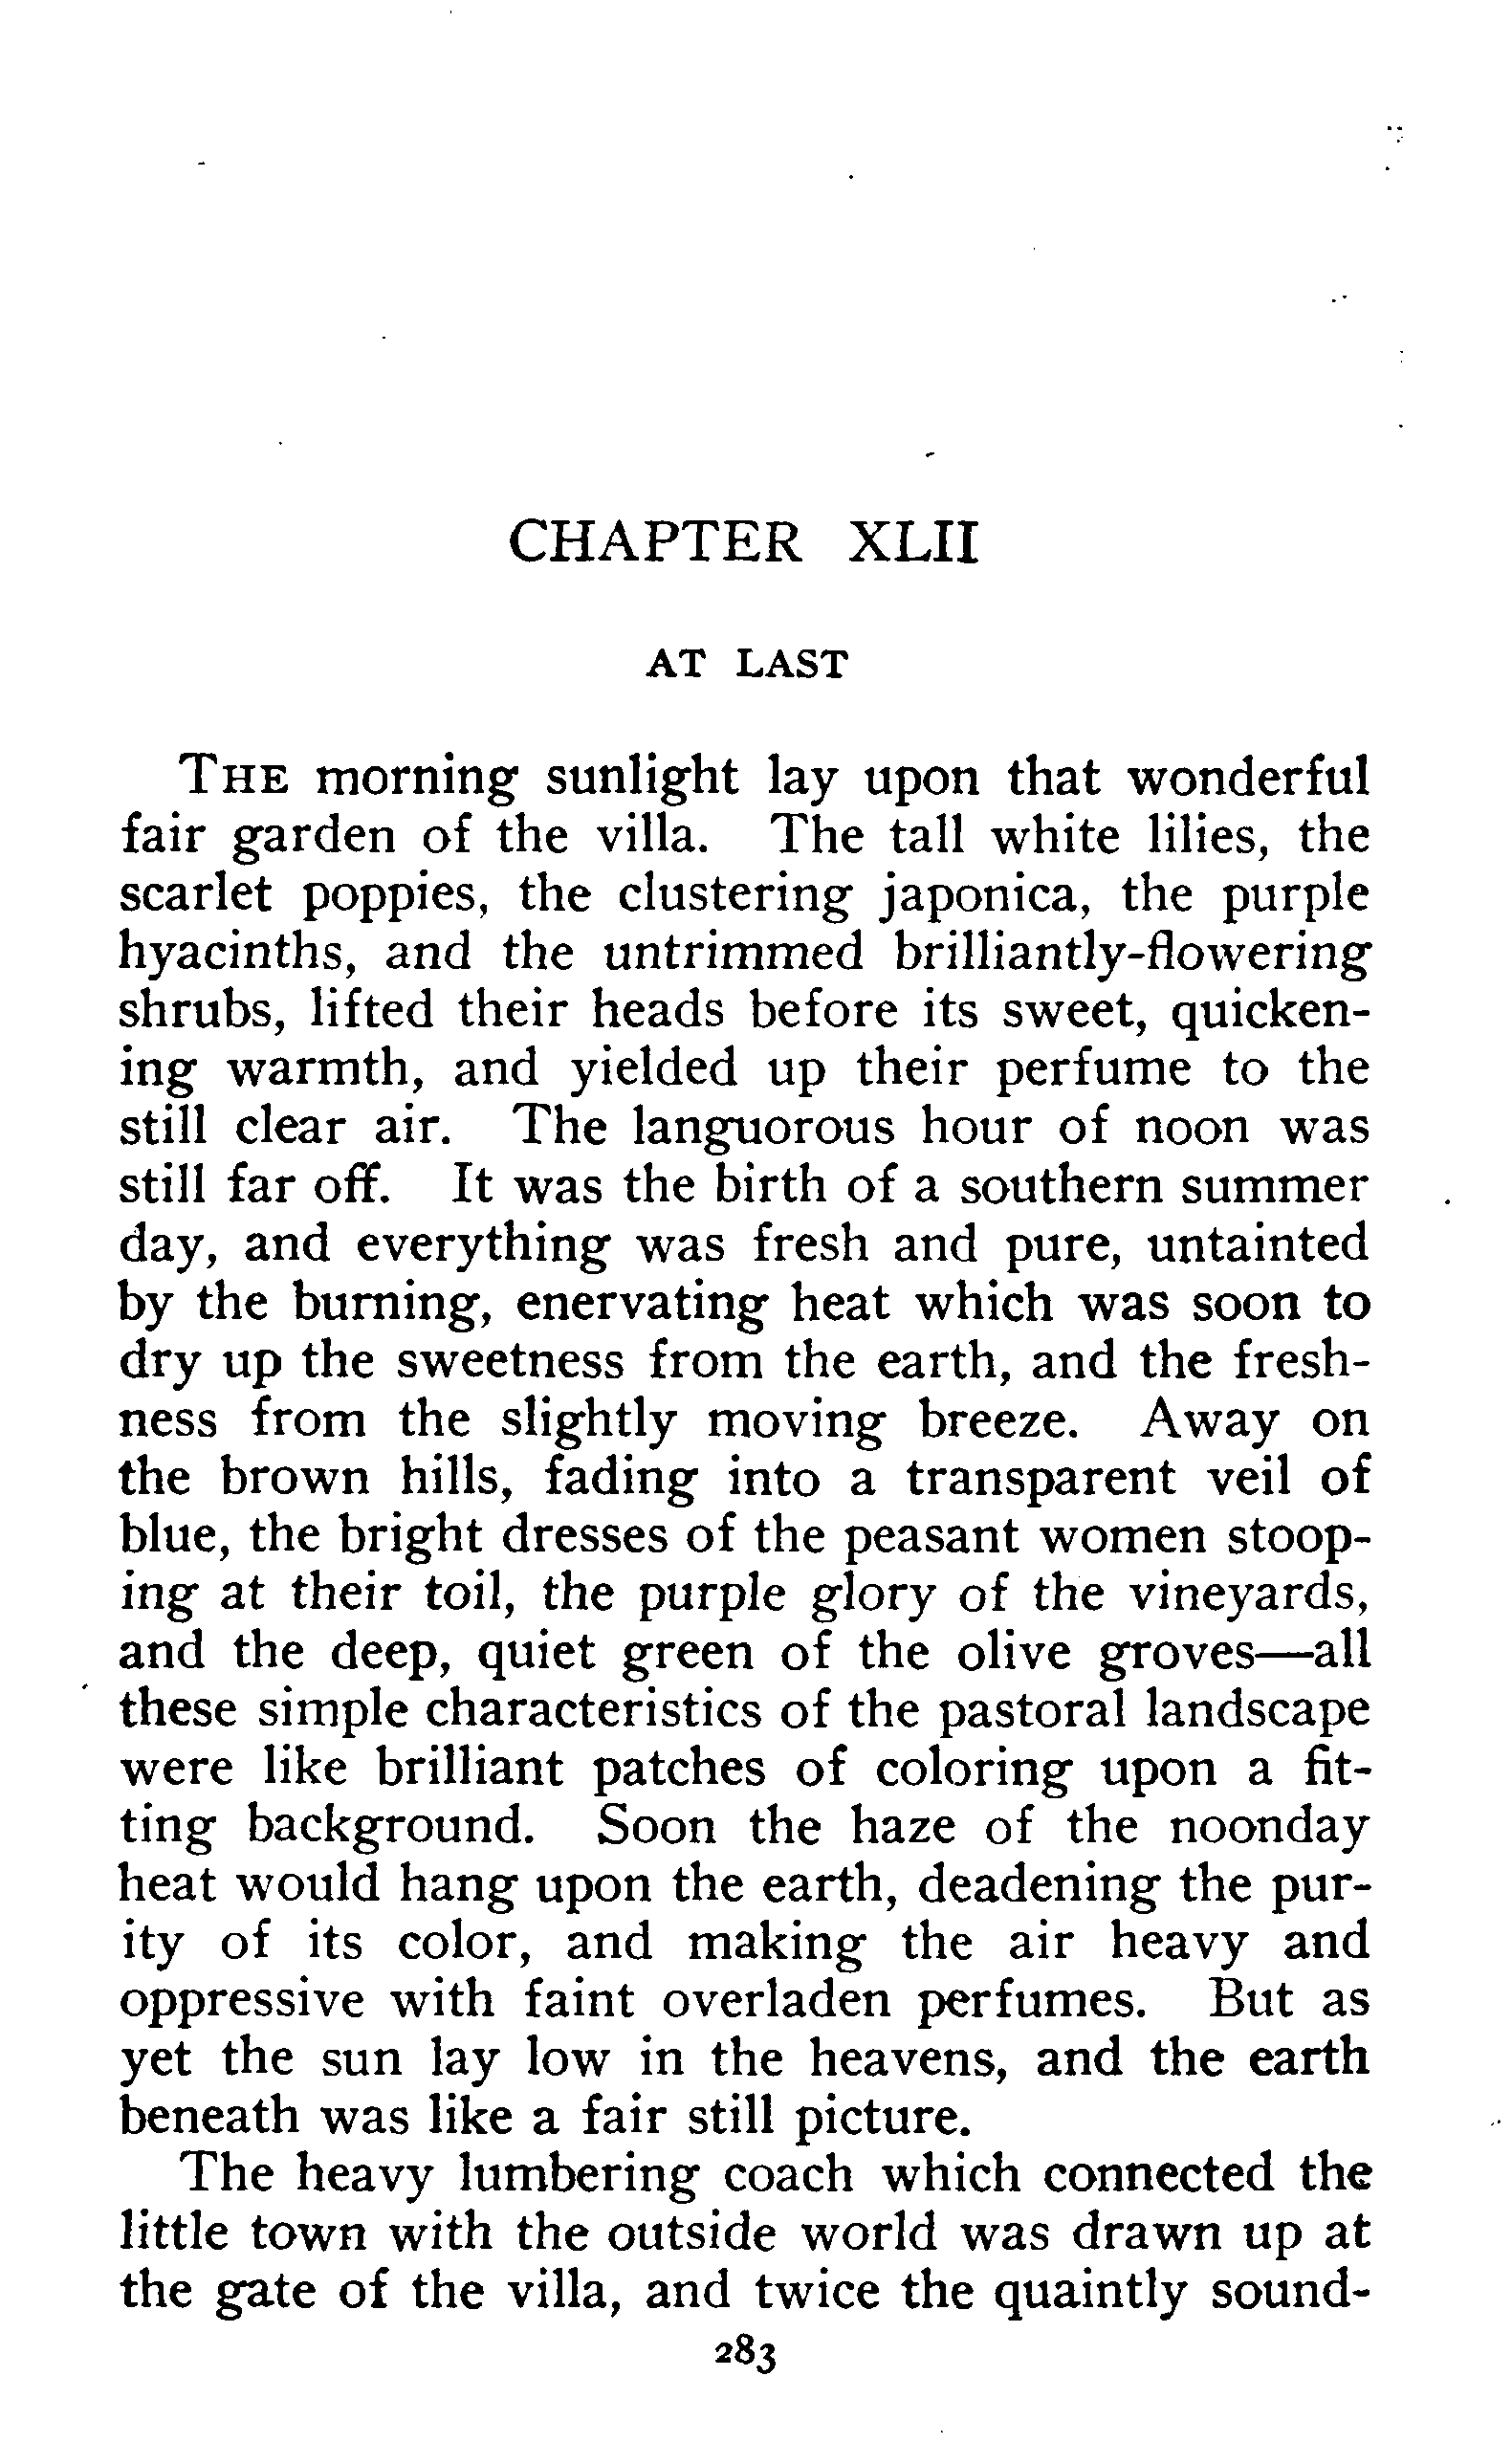 CHAPTER XLII
AT LAST
THE morning sunlight lay upon that wonderful
fair garden of the villa. The tall white lilies, the
scarlet poppies, the clustering japonica, the purple
hyacinths, and the untrimmed brilliantly-flowering
shrubs, lifted their heads before its sweet, quicken-
ing warmth, and yielded up their perfume to the
still clear air. The languorous hour of noon was
still far off. It was the birth of a southern summer
day, and everything was fresh and pure, untainted
by the burning, enervating heat which was soon to
dry up the sweetness from the earth, and the fresh-
ness from the slightly moving breeze. Away on
the brown hills, fading into a transparent veil of
blue, the bright dresses of the peasant women stoop-
ing at their toil, the purple glory of the vineyards,
and the deep, quiet green of the olive groves—all
these simple characteristics of the pastoral landscape
were like brilliant patches of coloring upon a fit-
ting background. Soon the haze of the noonday
heat would hang upon the earth, deadening the pur-
ity of its color, and making the air heavy and
oppressive with faint overladen perfumes. But as
yet the sun lay low in the heavens, and the earth
beneath was like a fair still picture.
The heavy lumbering coach which connected the
little town with the outside world was drawn up at
the gate of the villa, and twice the quaintly sound-
283